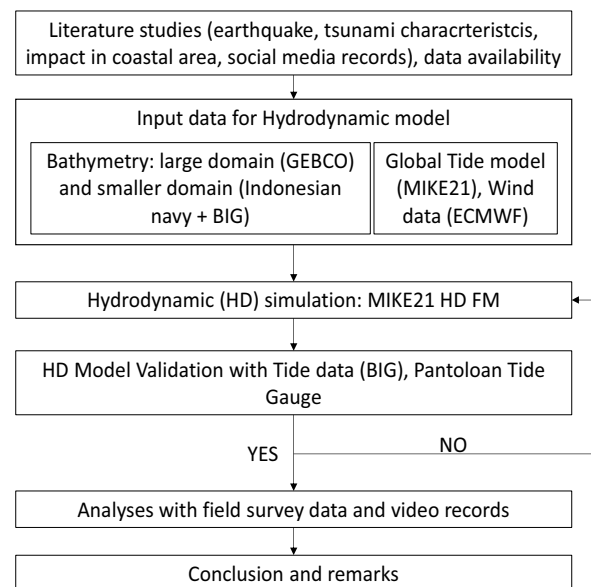 Literature studies (earthquake, tsunami characrteristcis,
impact in coastal area, social media records), data availability
Input data for Hydrodynamic model
Bathymetry: large domain (GEBCO)
and smaller domain (Indonesian
navy + BIG)
Global Tide model
(MIKE21), Wind
data (ECMWF)
Hydrodynamic (HD) simulation: MIKE21 HD FM
HD Model Validation with Tide data (BIG), Pantoloan Tide
Gauge
YES
NO
Analyses with field survey data and video records
Conclusion and remarks